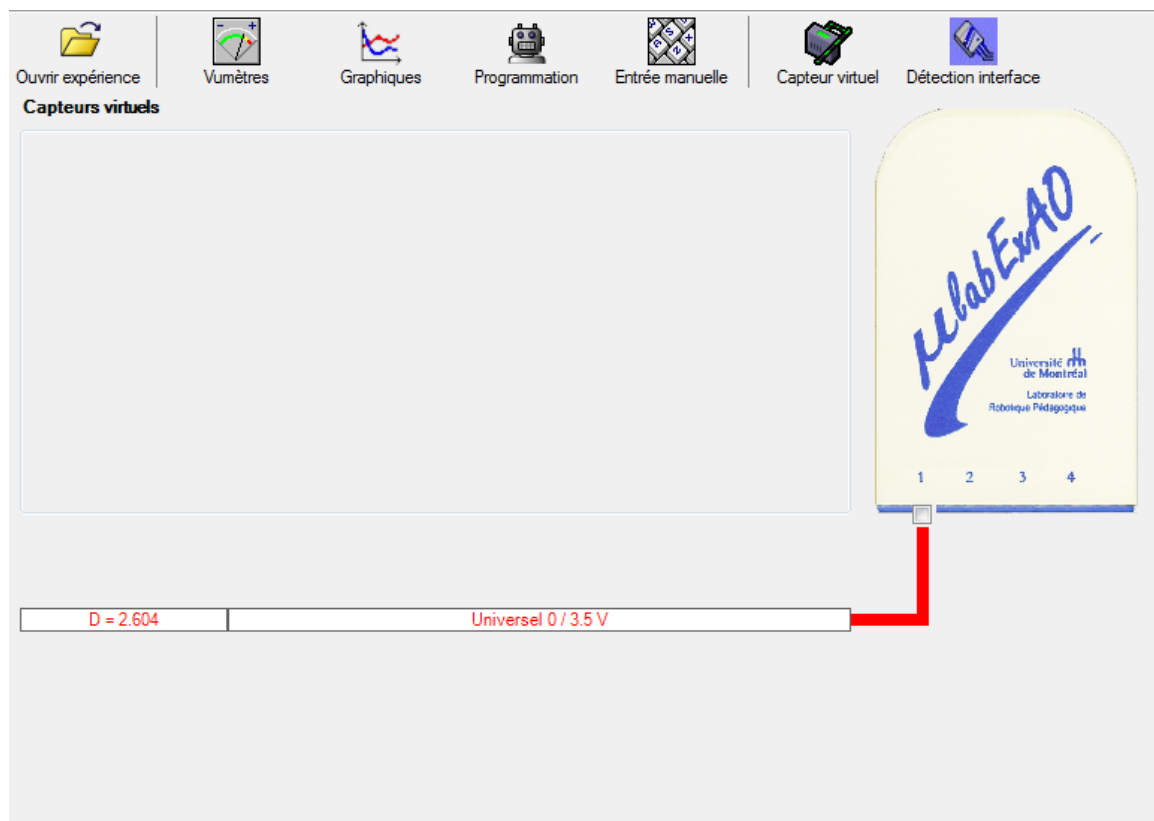 Ouvrir expérience
Vumètres
Graphiques
Programmation
Entrée manuelle
Capteur virtuel
Détection interface
Capteurs virtuels
µlabExAO
Université
de Montréal
Laboratoire de
Robotique Pédagogique
1 2 3 4
D = 2.604
Universel 0 / 3.5 V